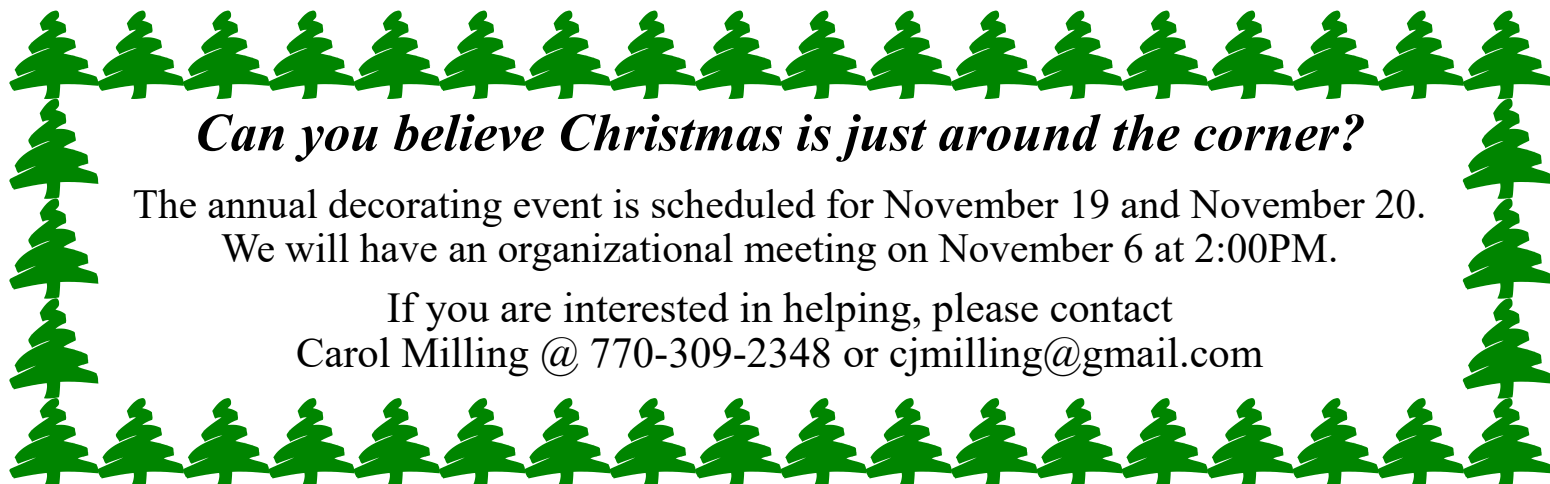 Can you believe Christmas is just around the corner?
The annual decorating event is scheduled for November 19 and November 20.
We will have an organizational meeting on November 6 at 2:00PM.
If you are interested in helping, please contact
Carol Milling @ 770-309-2348 or cjmilling@gmail.com